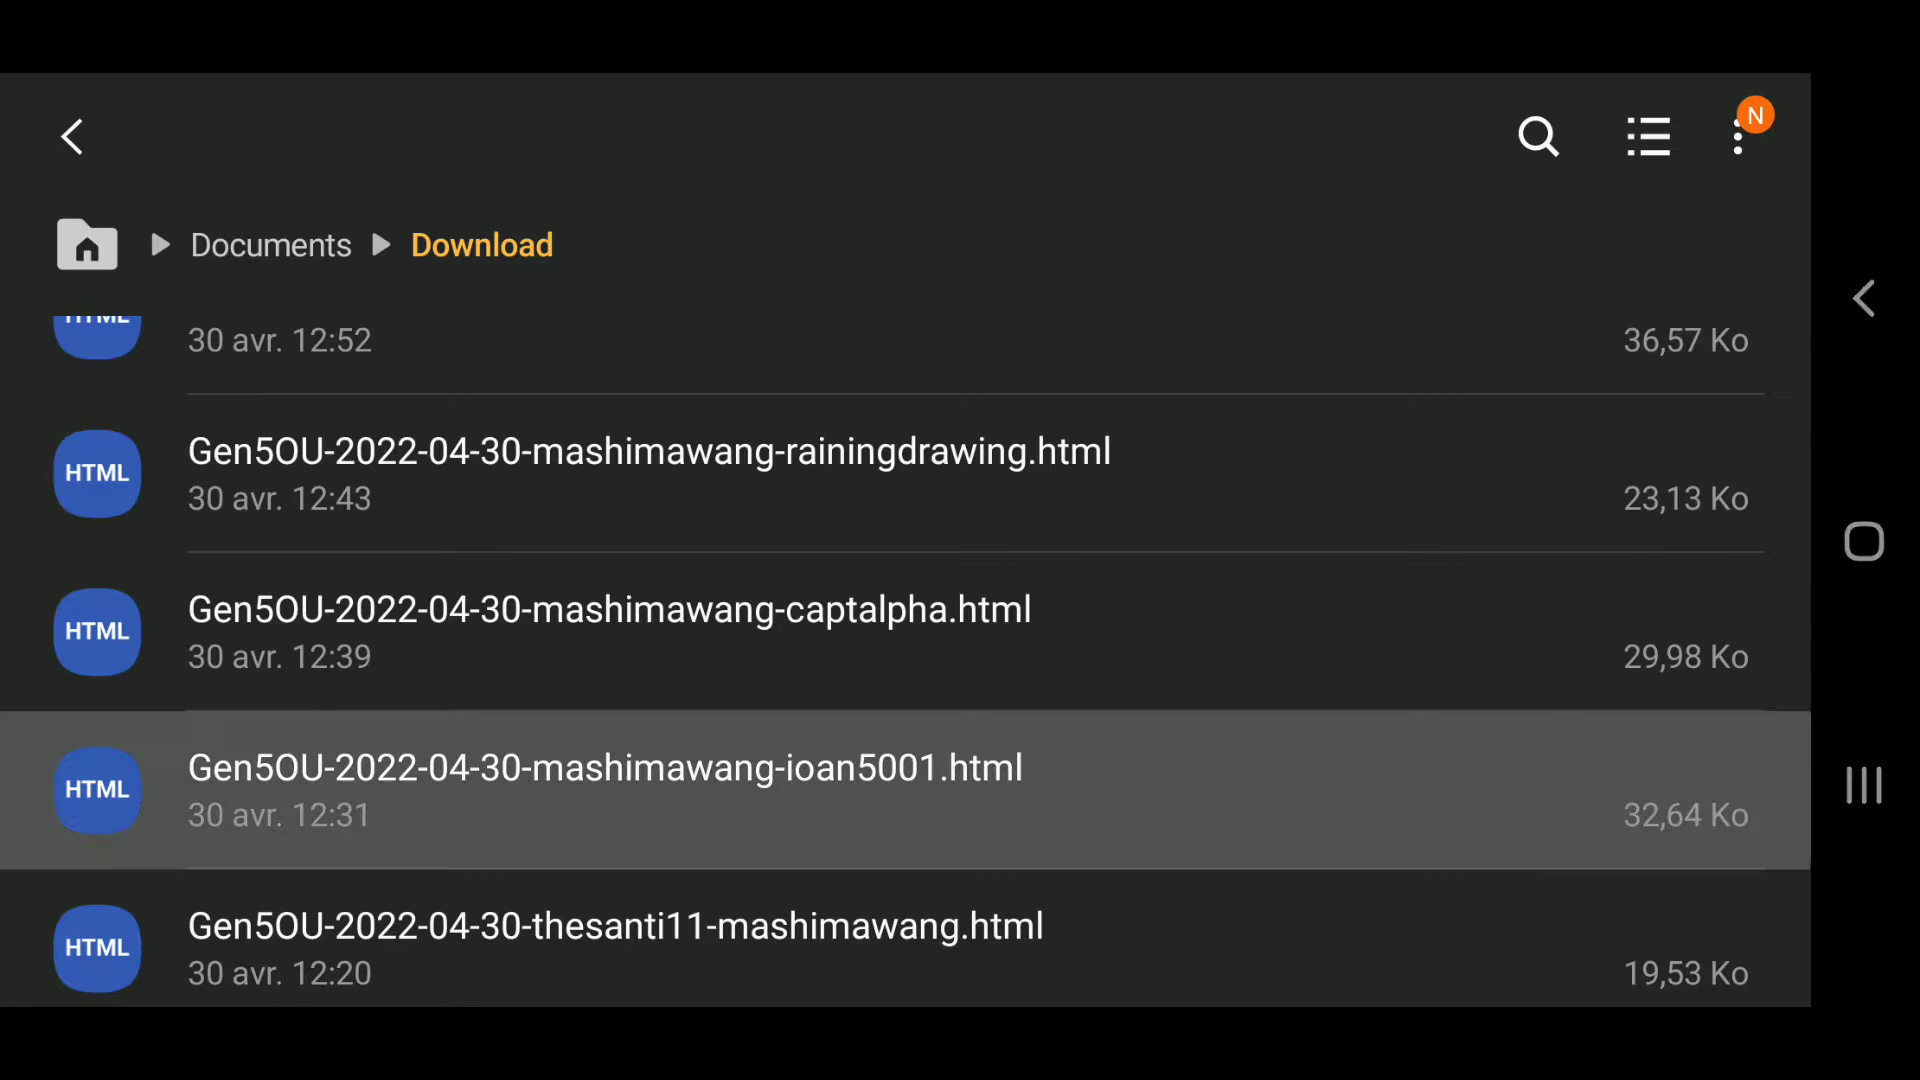 N
Documents Download
HTML
30 avr. 12:52 36,57 Ko
Gen5OU-2022-04-30-mashimawang-rainingdrawing.html
HTML
30 avr. 12:43 23,13 Ko
Gen5OU-2022-04-30-mashimawang-captalpha.html
HTML
30 avr. 12:39 29,98 Ko
Gen5OU-2022-04-30-mashimawang-ioan5001.html
HTML
30 avr. 12:31 32,64 Ko
Gen5OU-2022-04-30-thesanti11-mashimawang.html
HTML
30 avr. 12:20 19,53 Ko